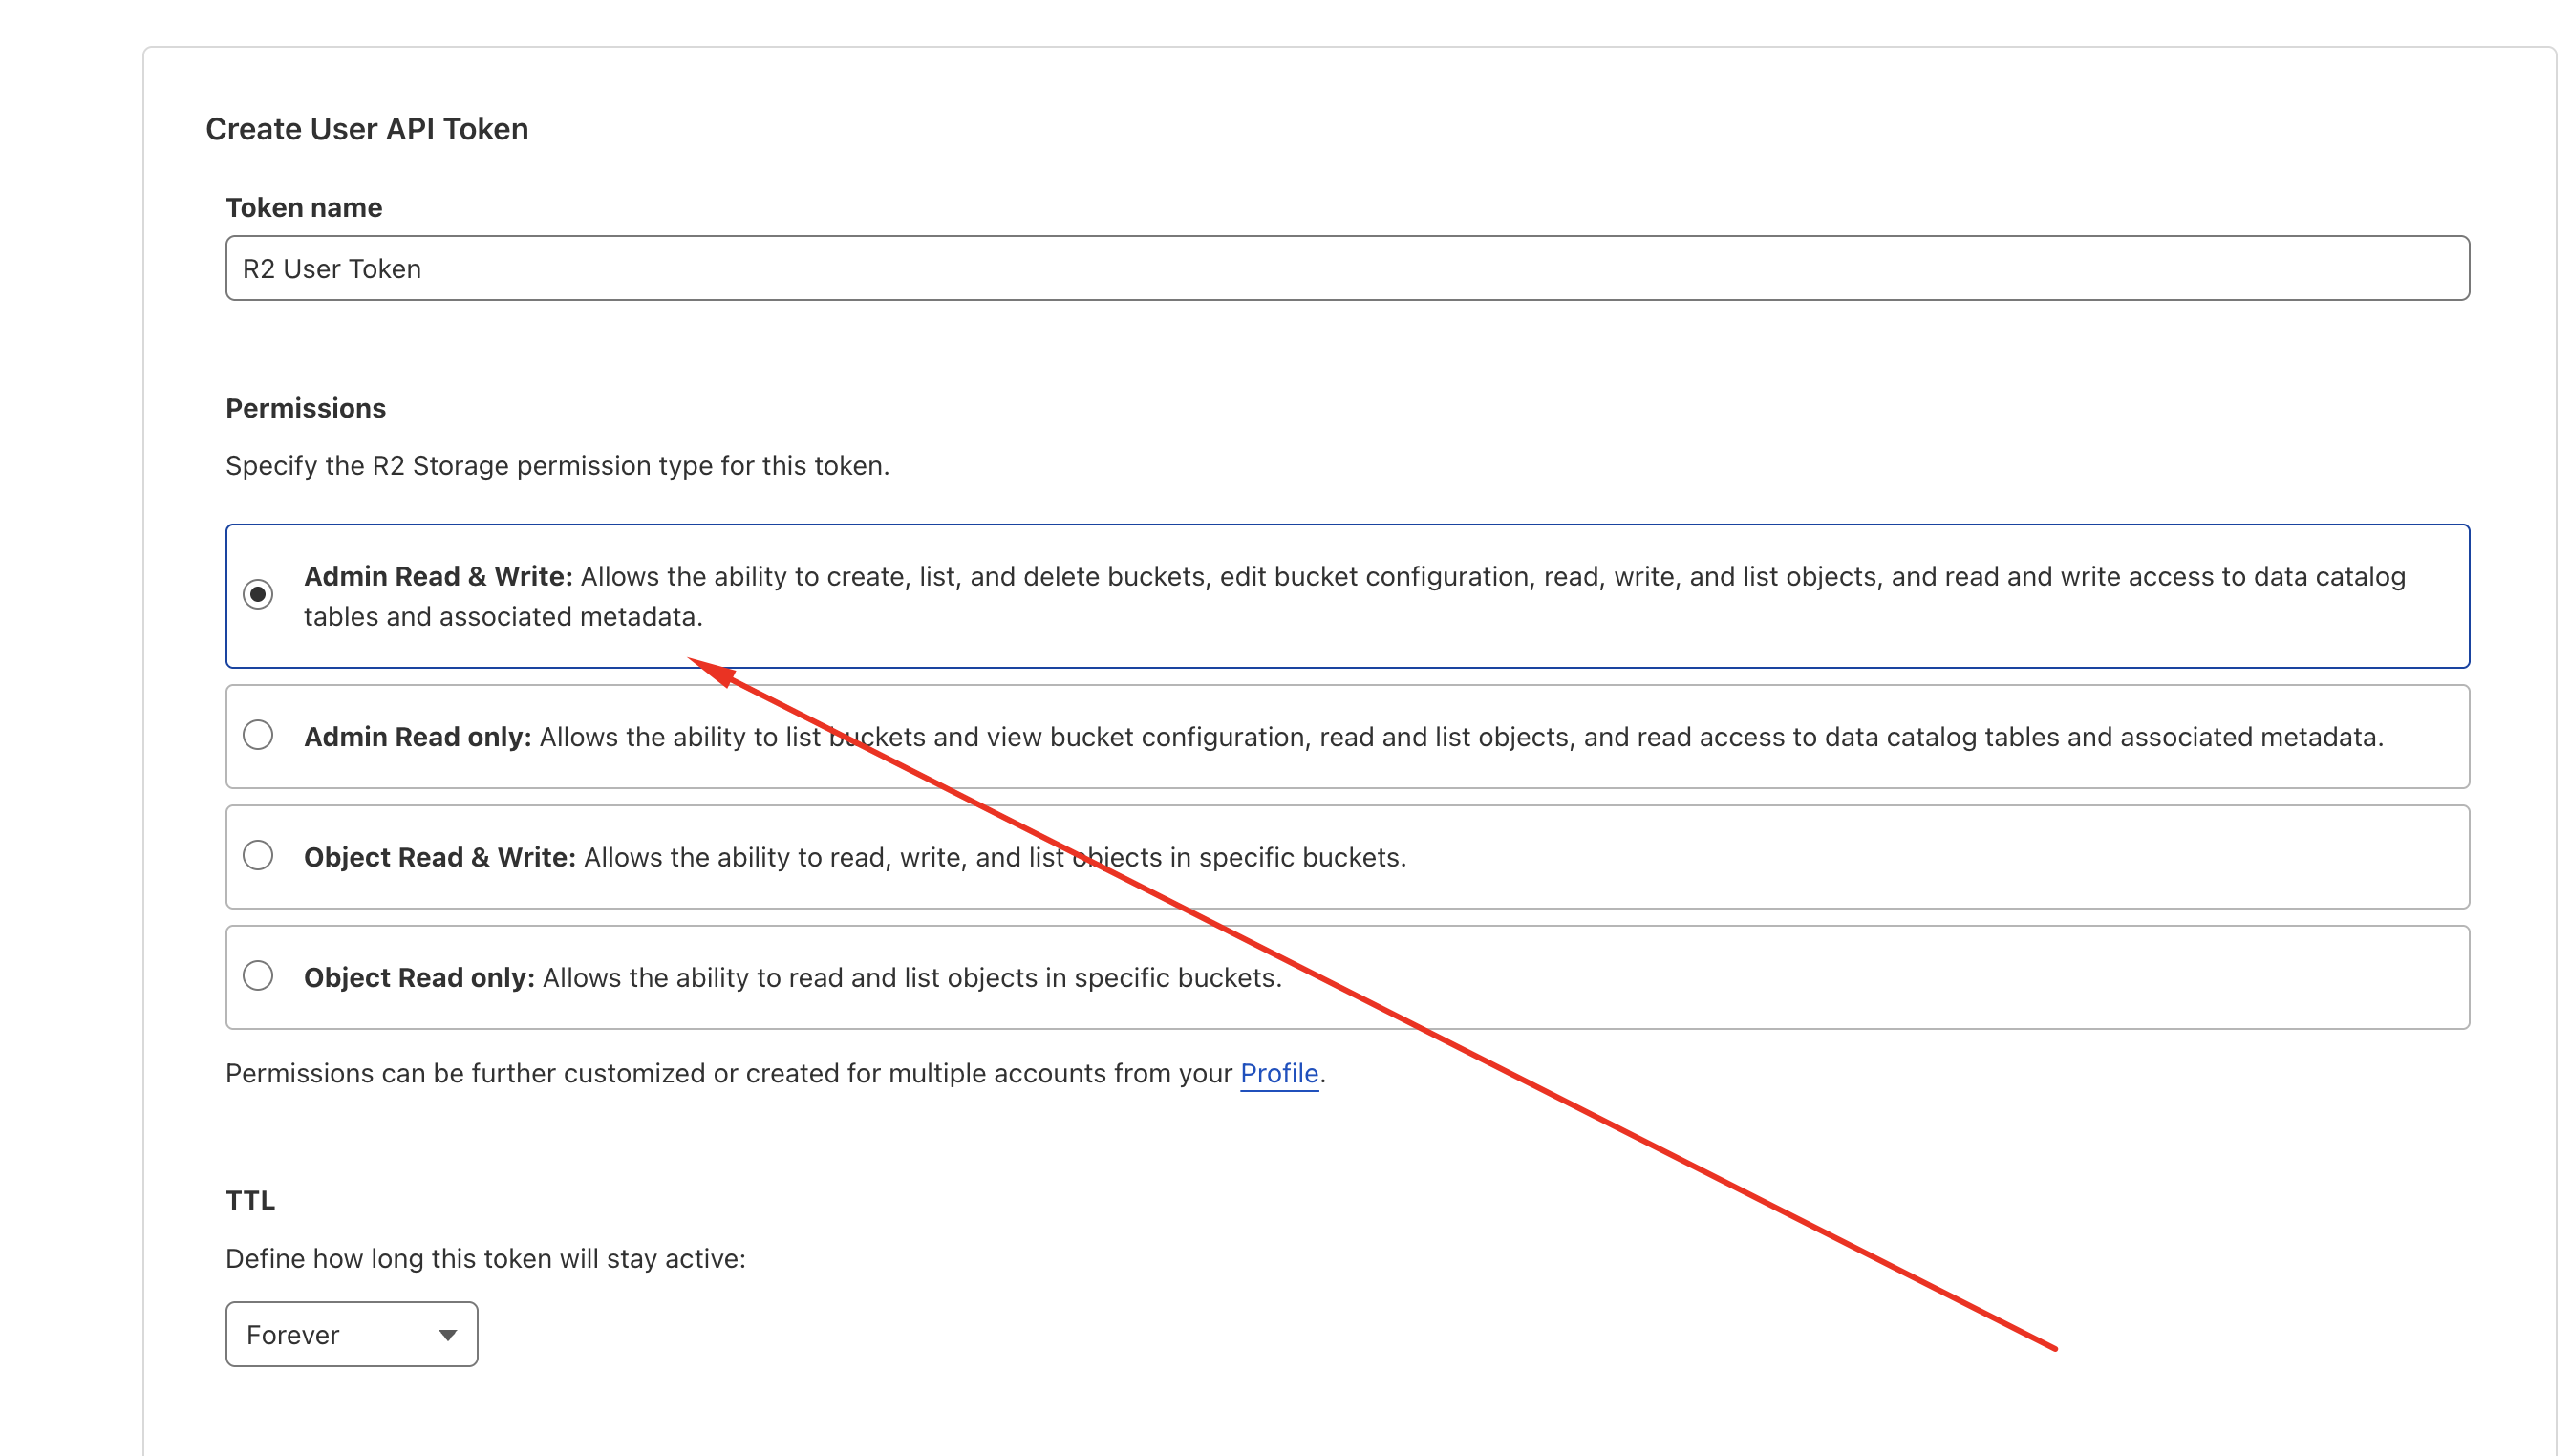 Create User API Token
Token name
R2 User Token
Permissions
Specify the R2 Storage permission type for this token.
Admin Read & Write: Allows the ability to create, list, and delete buckets, edit bucket configuration, read, write, and list objects, and read and write access to data catalog
tables and associated metadata.
Admin Read only: Allows the ability to list buckets and view bucket configuration, read and list objects, and read access to data catalog tables and associated metadata.
Object Read & Write: Allows the ability to read, write, and list objects in specific buckets.
Object Read only: Allows the ability to read and list objects in specific buckets.
Permissions can be further customized or created for multiple accounts from your Profile.
TTL
Define how long this token will stay active:
Forever